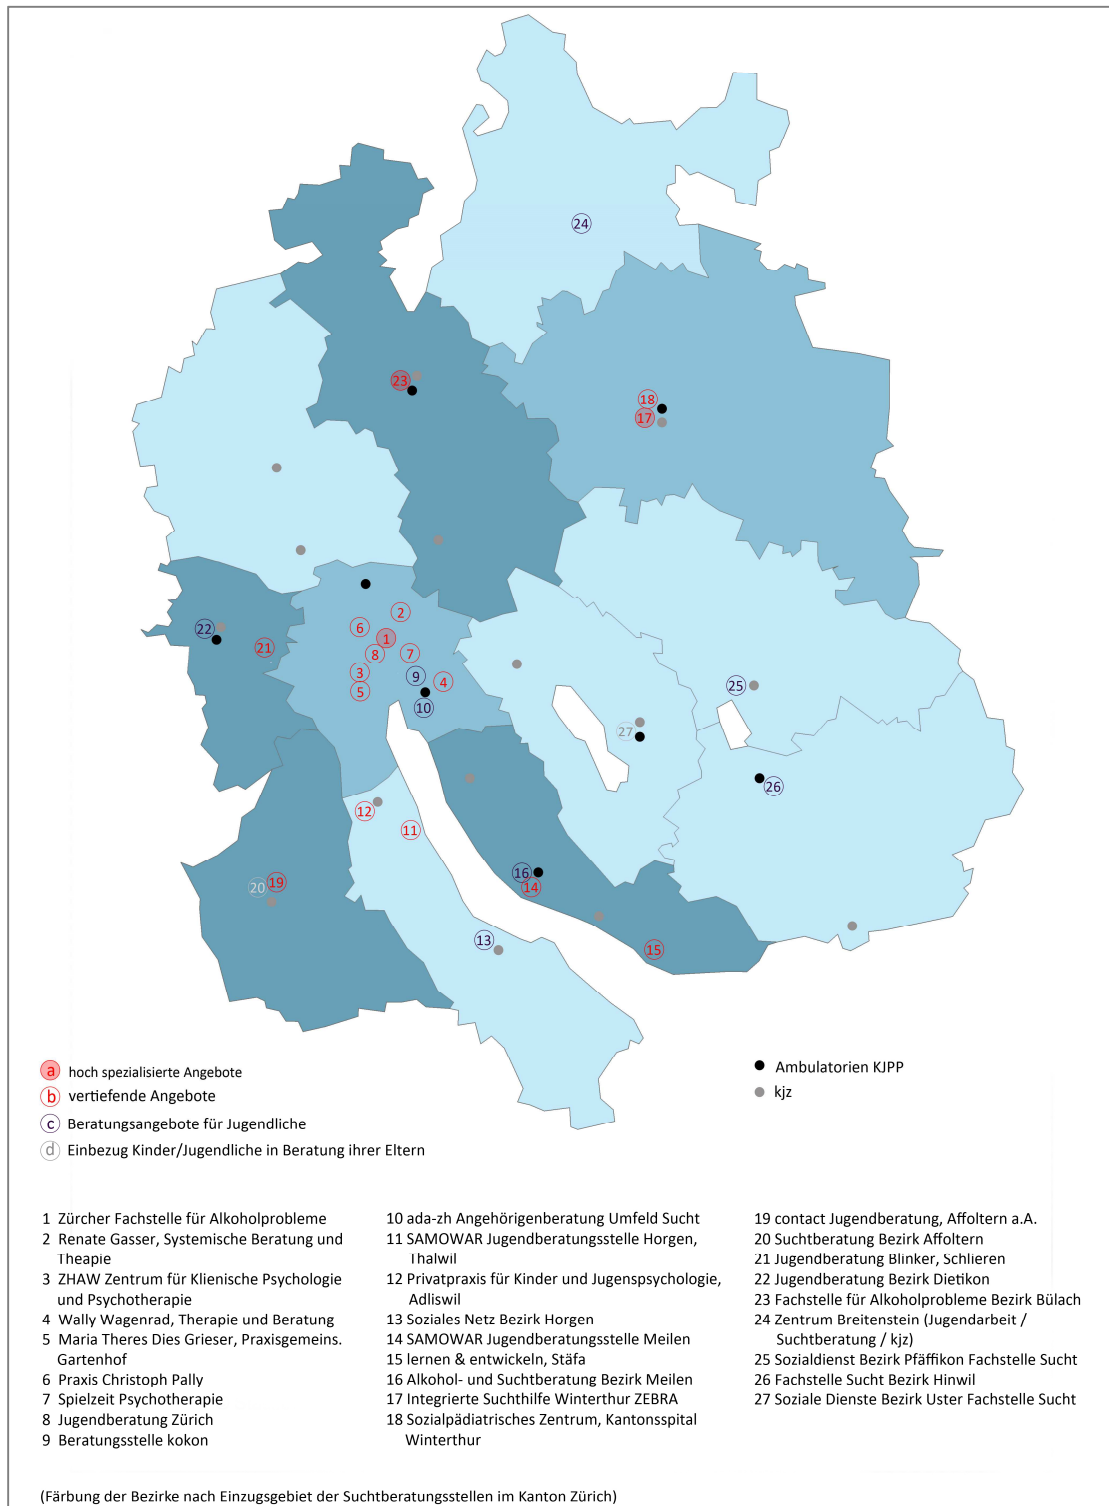 24
23
18
17
2
22
6
1
21
8
7
3
9
4
5
25
10
27
26
12
11
16
20
19
14
13
15
a hoch spezialisierte Angebote
b vertiefende Angebote
c Beratungsangebote für Jugendliche
d Einbezug Kinder/Jugendliche in Beratung ihrer Eltern
Ambulatorien KJPP
kjz
1 Zürcher Fachstelle für Alkoholprobleme
2 Renate Gasser, Systemische Beratung und
Theapie
3 ZHAW Zentrum für Klienische Psychologie
und Psychotherapie
4 Wally Wagenrad, Therapie und Beratung
5 Maria Theres Dies Grieser, Praxisgemeins.
Gartenhof
6 Praxis Christoph Pally
7 Spielzeit Psychotherapie
8 Jugendberatung Zürich
9 Beratungsstelle kokon
10 ada-zh Angehörigenberatung Umfeld Sucht
11 SAMOWAR Jugendberatungsstelle Horgen,
Thalwil
12 Privatpraxis für Kinder und Jugenspsychologie,
Adliswil
13 Soziales Netz Bezirk Horgen
14 SAMOWAR Jugendberatungsstelle Meilen
15 lernen & entwickeln, Stäfa
16 Alkohol- und Suchtberatung Bezirk Meilen
17 Integrierte Suchthilfe Winterthur ZEBRA
18 Sozialpädiatrisches Zentrum, Kantonsspital
Winterthur
19 contact Jugendberatung, Affoltern a.A.
20 Suchtberatung Bezirk Affoltern
21 Jugendberatung Blinker, Schlieren
22 Jugendberatung Bezirk Dietikon
23 Fachstelle für Alkoholprobleme Bezirk Bülach
24 Zentrum Breitenstein (Jugendarbeit /
Suchtberatung / kjz)
25 Sozialdienst Bezirk Pfäffikon Fachstelle Sucht
26 Fachstelle Sucht Bezirk Hinwil
27 Soziale Dienste Bezirk Uster Fachstelle Sucht
(Färbung der Bezirke nach Einzugsgebiet der Suchtberatungsstellen im Kanton Zürich)